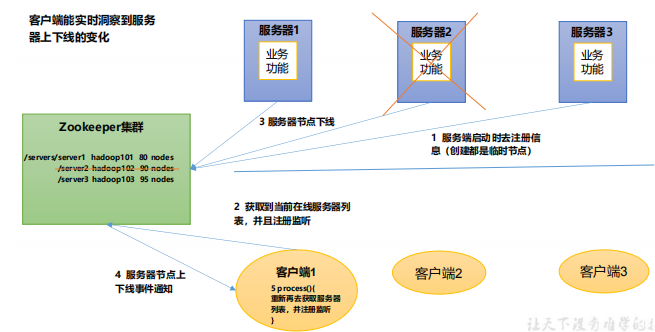 客户端能实时洞察到服务
器上下线的变化
服务器1
业务
功能
服务器2
业务
功能
服务器3
业务
功能
Zookeeper集群
/servers/server1 hadoop101 80 nodes
/server2 hadoop102 90 nodes
/server3 hadoop103 95 nodes
3 服务器节点下线
1 服务端启动时去注册信
息（创建都是临时节点）
2 获取到当前在线服务器列
表，并且注册监听
4 服务器节点上
下线事件通知
客户端1
5 process(){
重新再去获取服务器
列表，并注册监听
}
客户端2
客户端3
让天下没有难学的